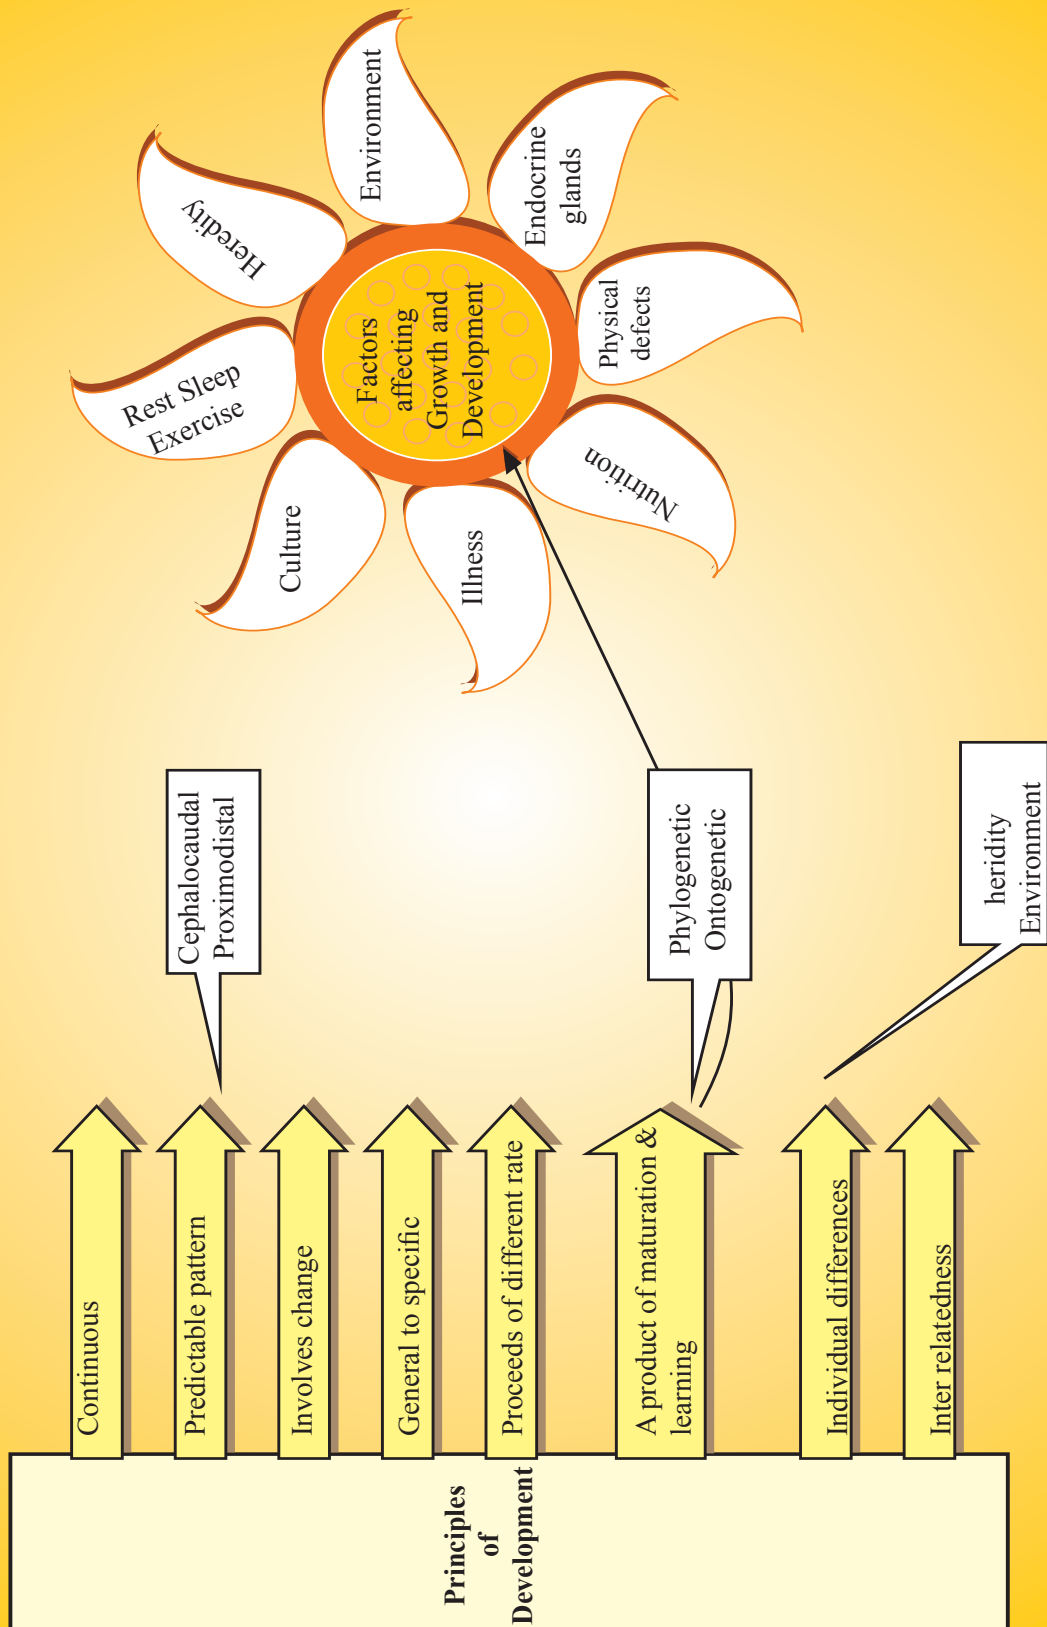 Principles
of
Development
Continuous
Predictable pattern
Involves change
General to specific
Proceeds of different rate
A product of maturation &
learning
Individual differences
Inter relatedness
Cephalocaudal
Proximodistal
Phylogenetic
Ontogenetic
heridity
Environment
Factors
affecting
Growth and
Development
Heredity
Environment
Endocrine
glands
Physical
defects
Nutrition
Illness
Culture
Rest Sleep
Exercise